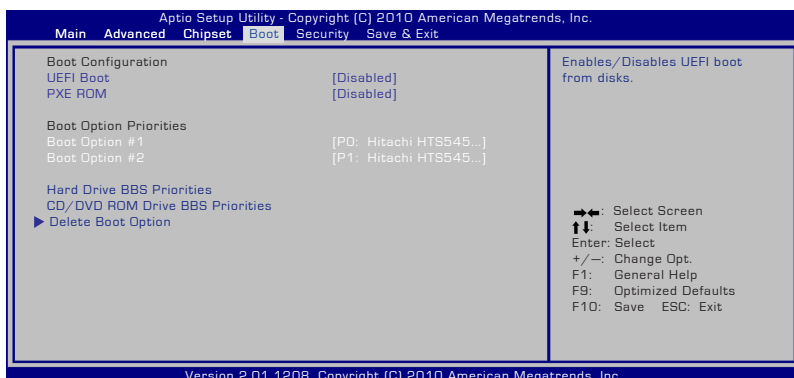 Aptio Setup Utility - Copyright (C) 2010 American Megatrends, Inc.
Main Advanced Chipset Boot Security Save & Exit
Boot Configuration
UEFI Boot [Disabled]
PXE ROM [Disabled]
Boot Option Priorities
Boot Option #1 [P0: Hitachi HTS545...]
Boot Option #2 [P1: Hitachi HTS545...]
Hard Drive BBS Priorities
CD/DVD ROM Drive BBS Priorities
Delete Boot Option
Enables/Disables UEFI boot
from disks.
: Select Screen
: Select Item
Enter: Select
+/—: Change Opt.
F1: General Help
F9: Optimized Defaults
F10: Save ESC: Exit
Version 2.01.1208. Copyright (C) 2010 American Megatrends, Inc.